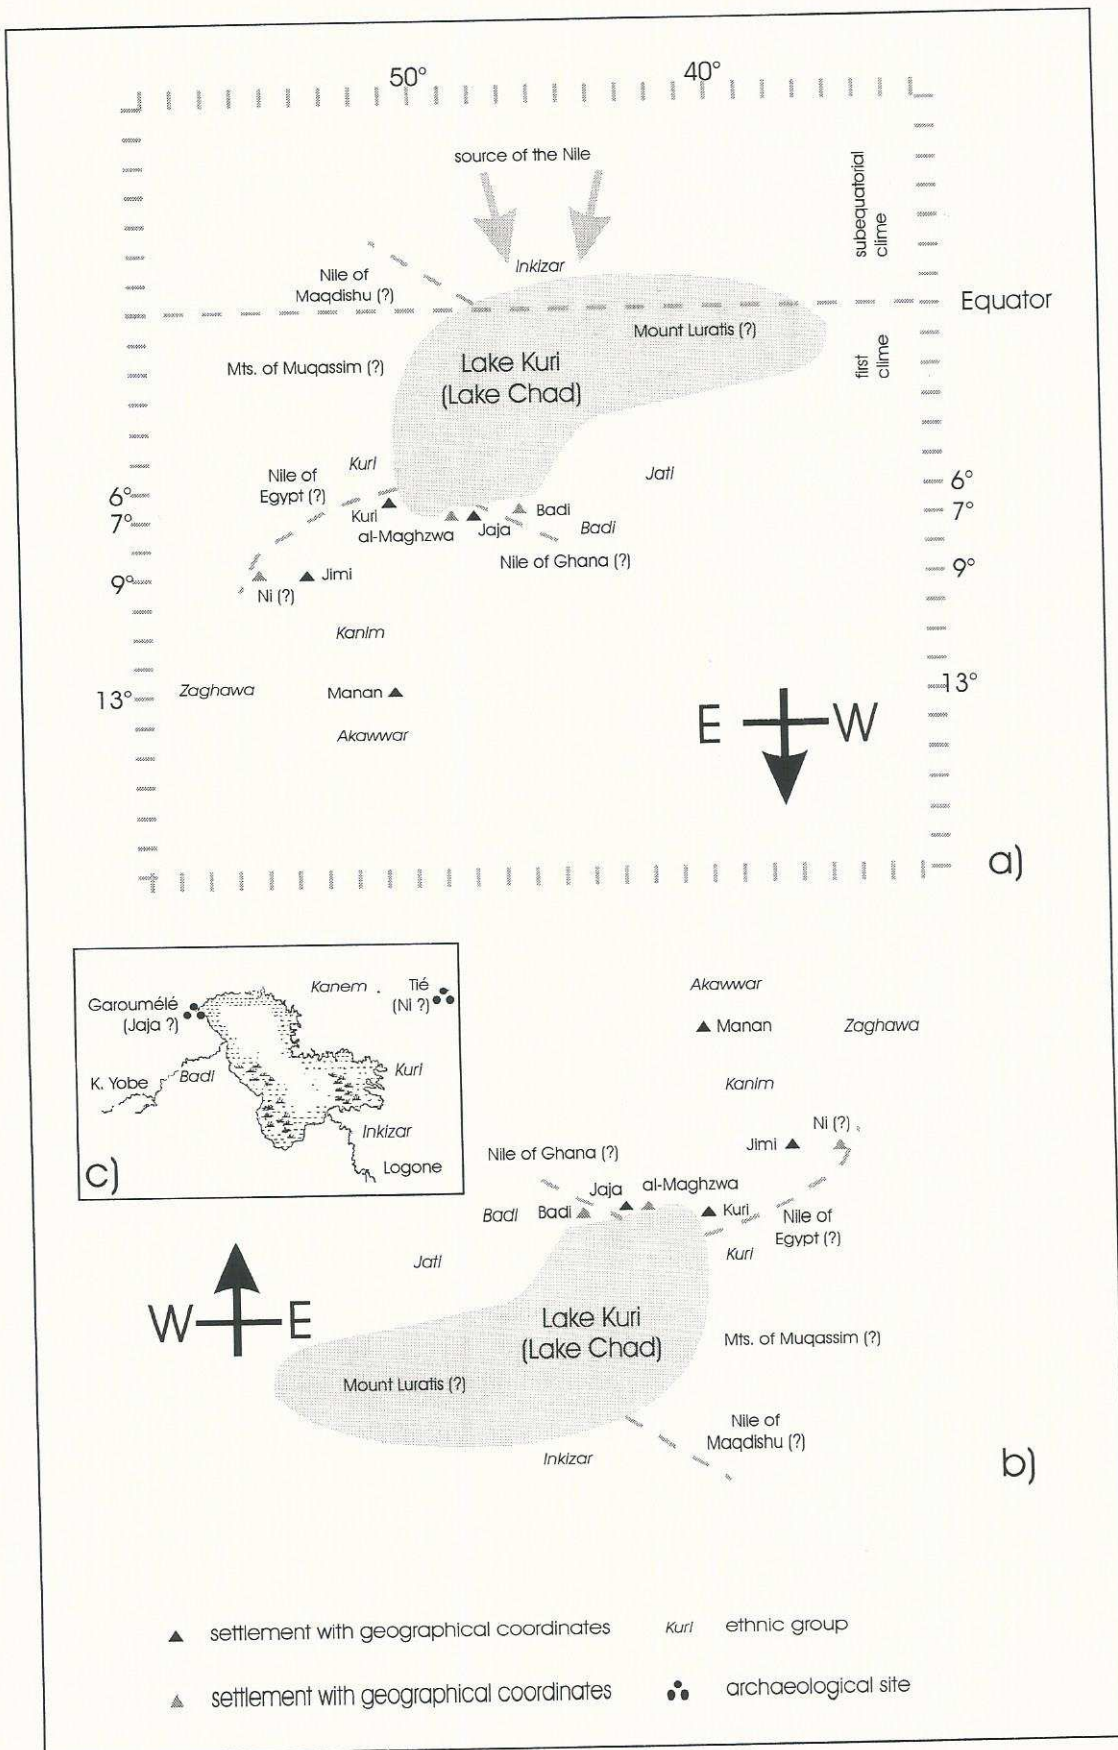 50°
40°
source of the Nile
subequatorial
clime
Inkizar
Nile of
Maqdishu (?)
Equator
Mount Luratis (?)
first
clime
Mts. of Muqassim (?)
Lake Kuri
(Lake Chad)
Kuri
Jati
Nile of
Egypt (?)
6°
6°
7°
7°
Kuri
al-Maghzwa
Jaja
Badi
Badi
Nile of Ghana (?)
9°
9°
Ni (?)
Jimi
Kanim
13°
13°
Zaghawa
Manan
Akawwar
E
W
a)
Garoumélé
(Jaja ?)
Kanem
Tié
(Ni ?)
K. Yobe
Badi
Kuri
Inkizar
Logone
c)
Akawwar
Manan
Zaghawa
Kanim
Ni (?)
Jimi
Nile of Ghana (?)
Jaja
al-Maghzwa
Badi
Badi
Kuri
Nile of
Egypt (?)
Kuri
Jati
W
E
Lake Kuri
(Lake Chad)
Mts. of Muqassim (?)
Mount Luratis (?)
Nile of
Maqdishu (?)
Inkizar
b)
settlement with geographical coordinates
Kuri
ethnic group
settlement with geographical coordinates
archaeological site